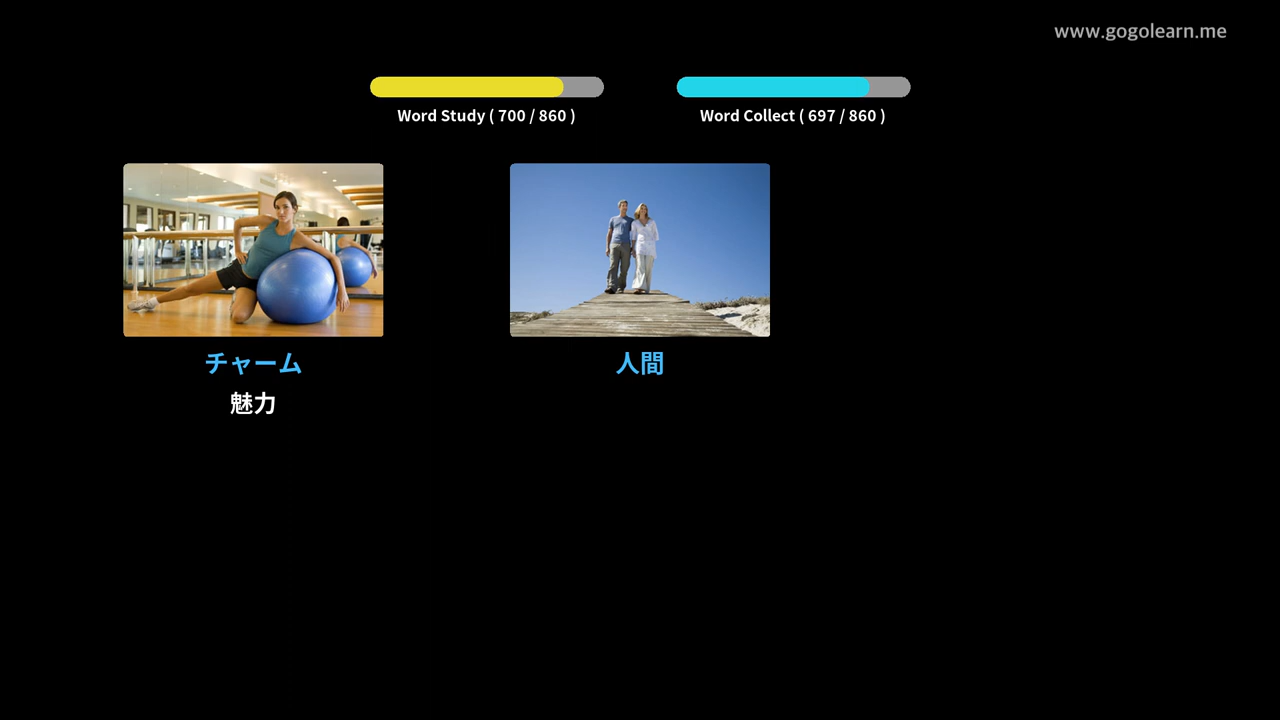 www.gogolearn.me
Word Study ( 700 / 860 )
Word Collect ( 697 / 860 )
チャーム
魅力
人間